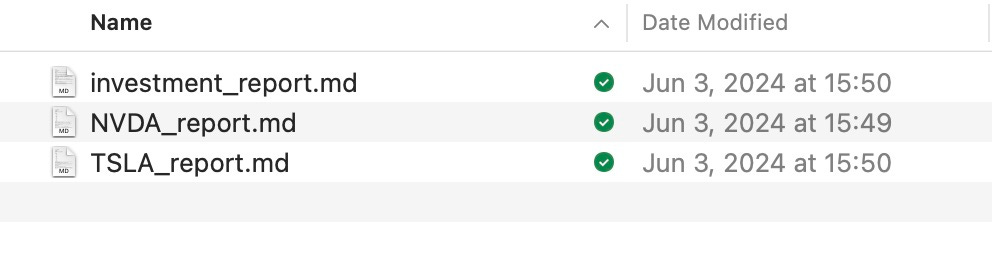 Name Date Modified
investment_report.md Jun 3, 2024 at 15:50
MD
NVDA_report.md Jun 3, 2024 at 15:49
MD
TSLA_report.md Jun 3, 2024 at 15:50
MD